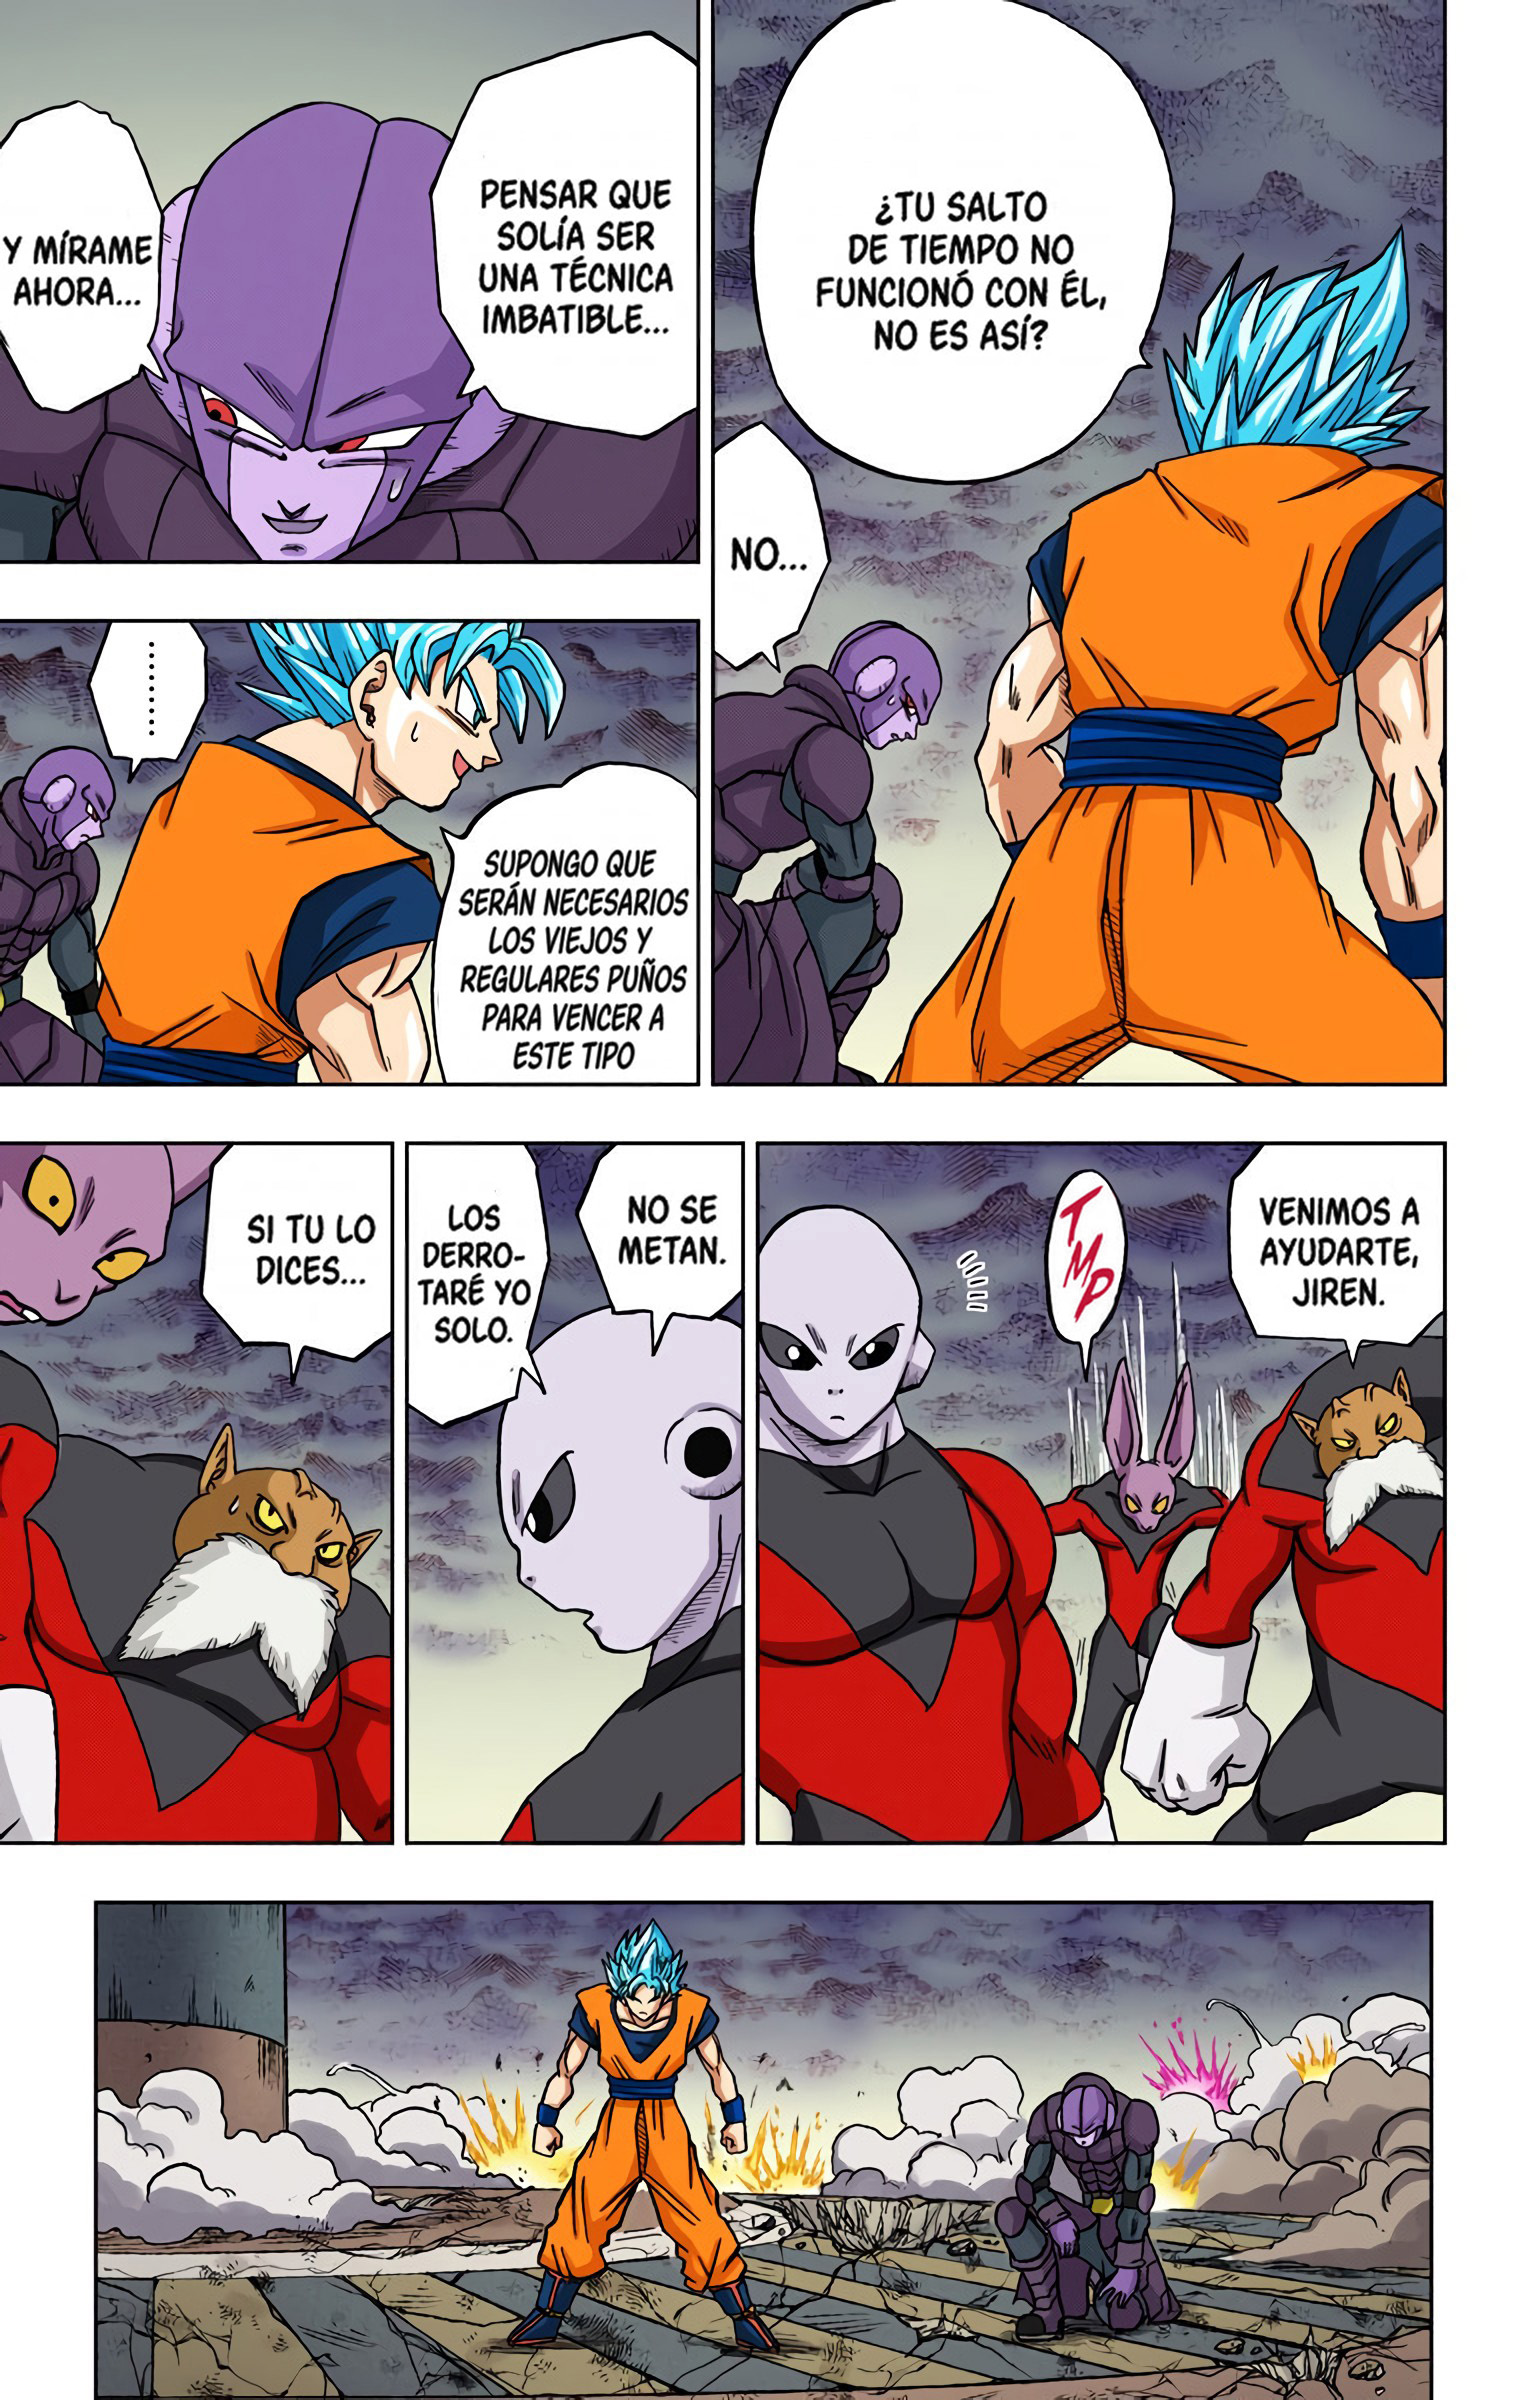 ¿TU SALTO
DE TIEMPO NO
FUNCIONÓ CON ÉL,
NO ES ASÍ?
NO...
PENSAR QUE
SOLÍA SER
UNA TÉCNICA
IMBATIBLE...
Y MÍRAME
AHORA...
.........
SUPONGO QUE
SERÁN NECESARIOS
LOS VIEJOS Y
REGULARES PUÑOS
PARA VENCER A
ESTE TIPO
VENIMOS A
AYUDARTE,
JIREN.
TMP
NO SE
METAN.
LOS
DERRO-
TARÉ YO
SOLO.
SI TU LO
DICES...